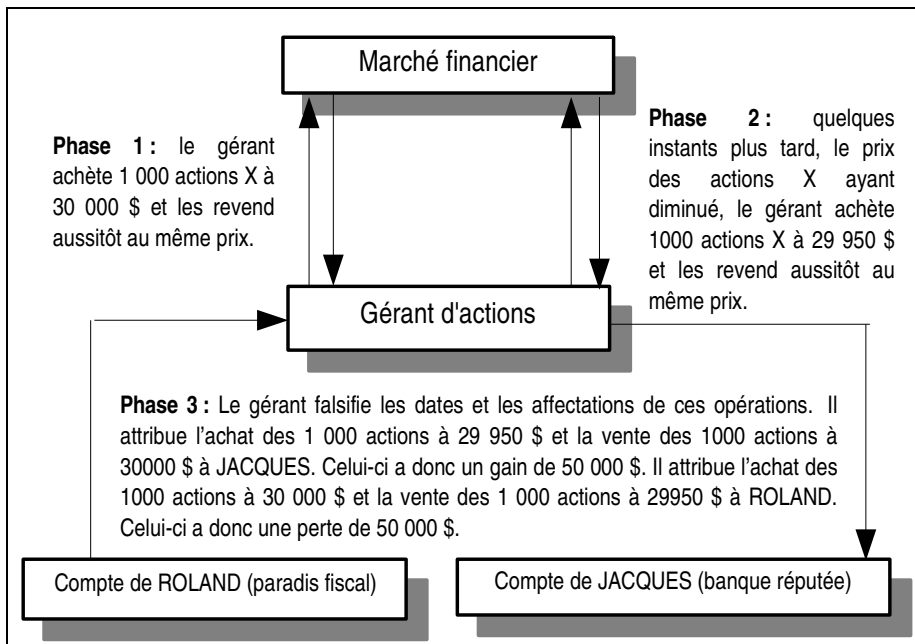 Marché financier
Phase 1 : le gérant
achète 1 000 actions X à
30 000 $ et les revend
aussitôt au même prix.
Phase 2 : quelques
instants plus tard, le prix
des actions X ayant
diminué, le gérant achète
1000 actions X à 29 950 $
et les revend aussitôt au
même prix.
Gérant d'actions
Phase 3 : Le gérant falsifie les dates et les affectations de ces opérations. Il
attribue l’achat des 1 000 actions à 29 950 $ et la vente des 1000 actions à
30000 $ à JACQUES. Celui-ci a donc un gain de 50 000 $. Il attribue l’achat des
1000 actions à 30 000 $ et la vente des 1 000 actions à 29950 $ à ROLAND.
Celui-ci a donc une perte de 50 000 $.
Compte de ROLAND (paradis fiscal)
Compte de JACQUES (banque réputée)